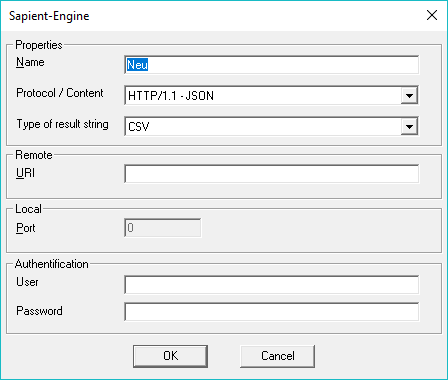 Sapient-Engine
Properties
Name Neu
Protocol / Content HTTP/1.1 - JSON
Type of result string CSV
Remote
URI
Local
Port 0
Authentification
User
Password
OK Cancel